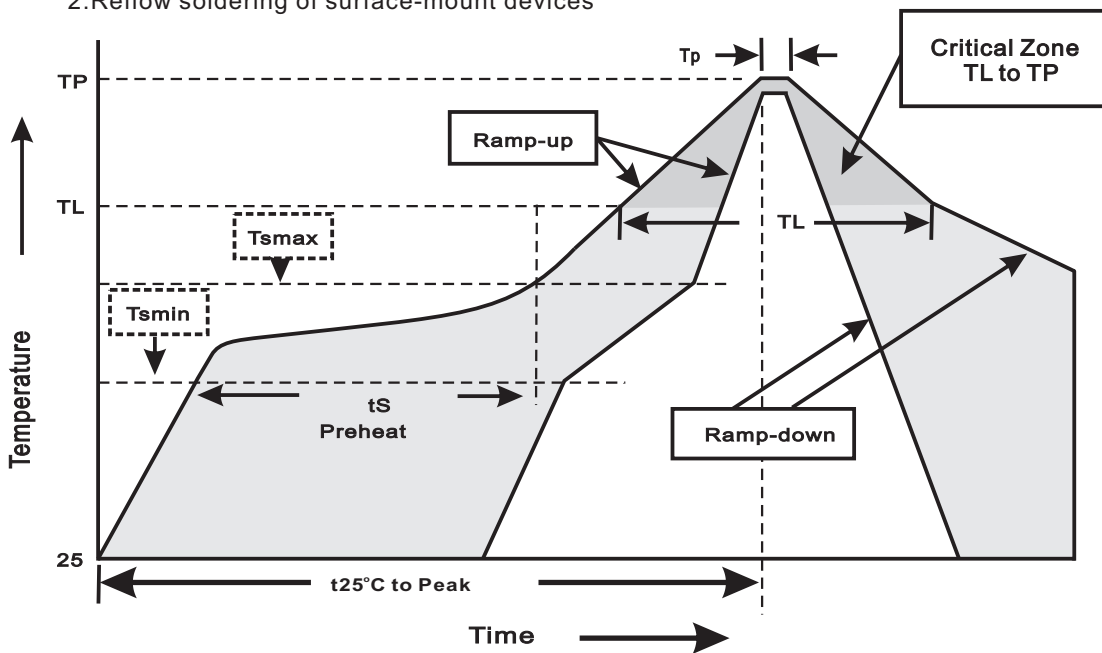 2.Reflow soldering of surface-mount devices
Tp
Critical Zone
TL to TP
TP
Ramp-up
TL
TL
Tsmax
Tsmin
tS
Preheat
Ramp-down
Temperature
25
t25°C to Peak
Time